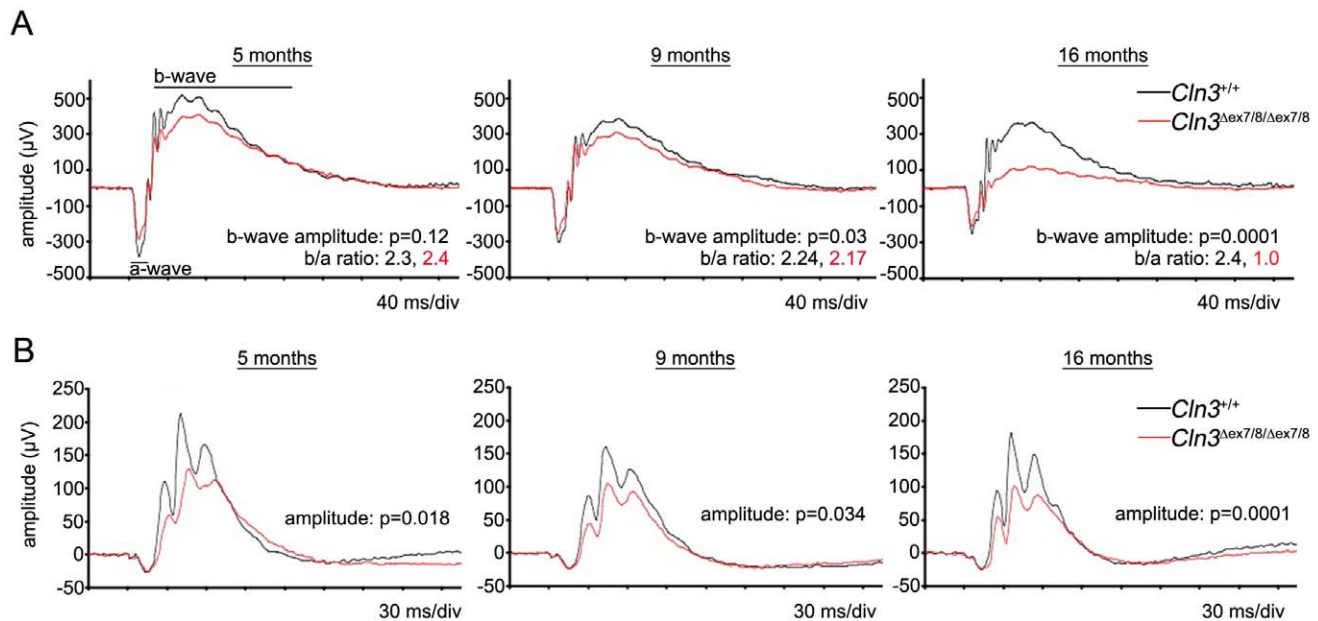 A
5 months
9 months
16 months
b-wave
Cln3+/+
Cln3Δex7/8/Δex7/8
500
300
100
-100
-300
-500
amplitude (μV)
a-wave
b-wave amplitude: p=0.12
b/a ratio: 2.3, 2.4
40 ms/div
500
300
100
-100
-300
-500
b-wave amplitude: p=0.03
b/a ratio: 2.24, 2.17
40 ms/div
500
300
100
-100
-300
-500
b-wave amplitude: p=0.0001
b/a ratio: 2.4, 1.0
40 ms/div
B
5 months
9 months
16 months
Cln3+/+
Cln3Δex7/8/Δex7/8
250
200
150
100
50
0
-50
amplitude (μV)
amplitude: p=0.018
30 ms/div
250
200
150
100
50
0
-50
amplitude: p=0.034
30 ms/div
250
200
150
100
50
0
-50
amplitude: p=0.0001
30 ms/div